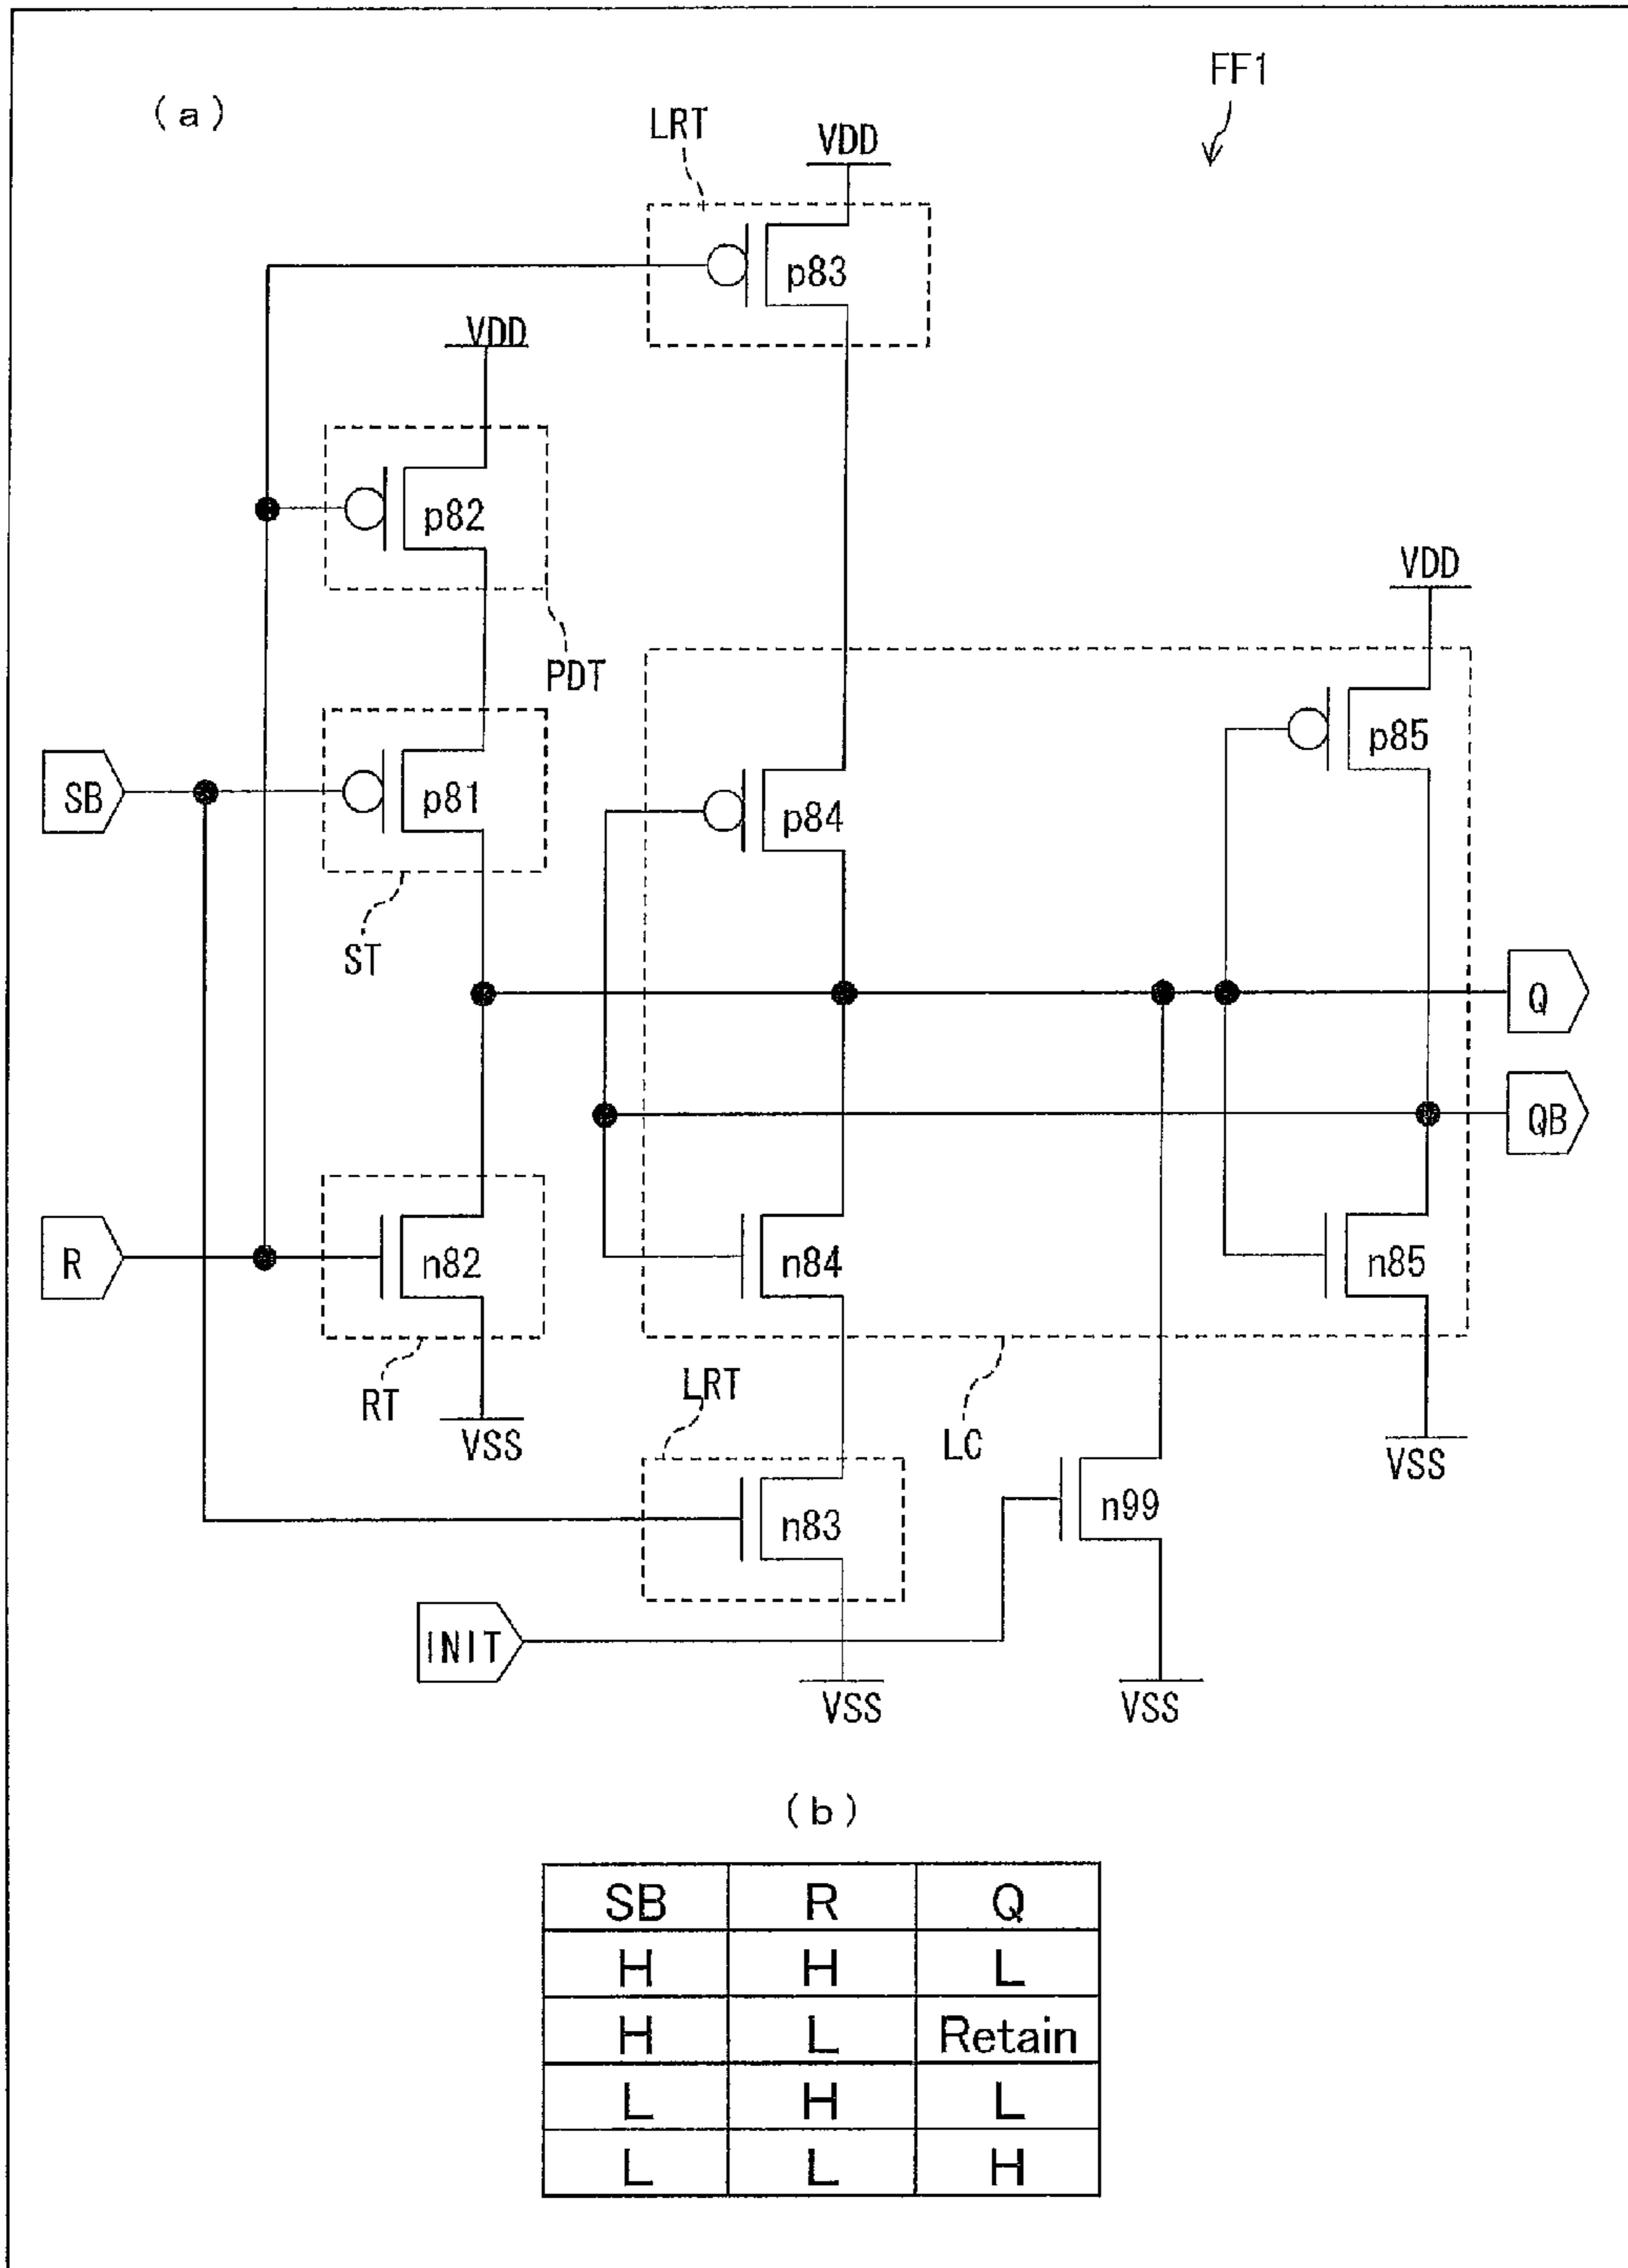 FF1
(a)
LRT
VDD
p83
VDD
p82
VDD
PDT
p85
SB
p81
p84
ST
Q
QB
R
n82
n84
n85
RT
LRT
VSS
LC
VSS
n83
n99
INIT
VSS
VSS
(b)
SB R Q
H H L
H L Retain
L H L
L L H